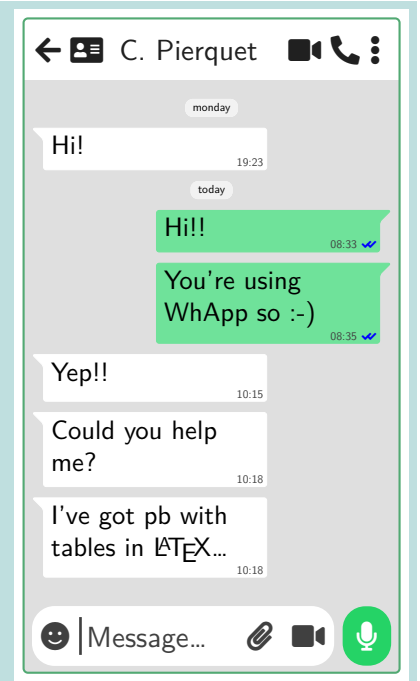 C. Pierquet
monday
Hi!
19:23
today
Hi!!
08:33
You're using
WhApp so :-)
08:35
Yep!!
10:15
Could you help
me?
10:18
I've got pb with
tables in LATEX...
10:18
Message...